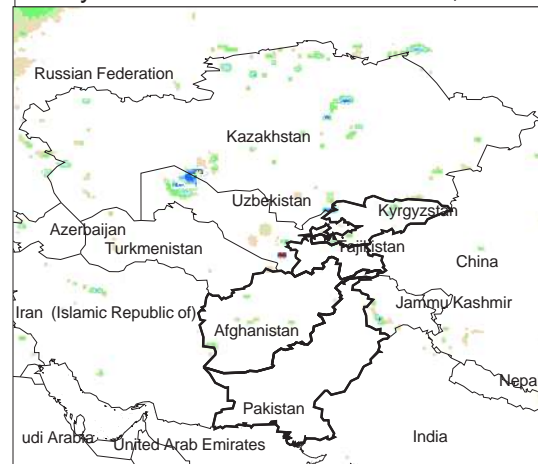 Russian Federation
Kazakhstan
Uzbekistan
Kyrgyzstan
Azerbaijan
Turkmenistan
Tajikistan
China
Iran (Islamic Republic of)
Jammu Kashmir
Afghanistan
Nepa
Pakistan
udi Arabia
United Arab Emirates
India